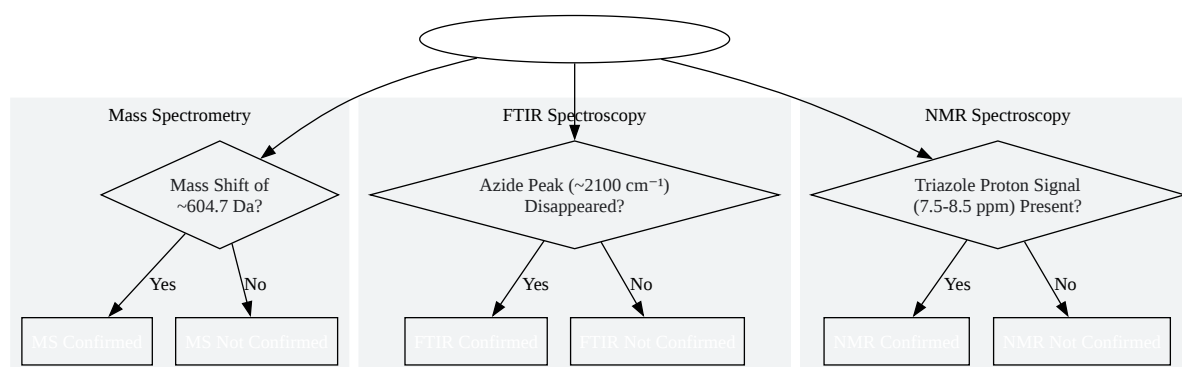 Mass Spectrometry
FTIR Spectroscopy
NMR Spectroscopy
Mass Shift of
~604.7 Da?
Azide Peak (~2100 cm⁻¹)
Disappeared?
Triazole Proton Signal
(7.5-8.5 ppm) Present?
Yes
No
Yes
No
Yes
No
MS Confirmed
MS Not Confirmed
FTIR Confirmed
FTIR Not Confirmed
NMR Confirmed
NMR Not Confirmed